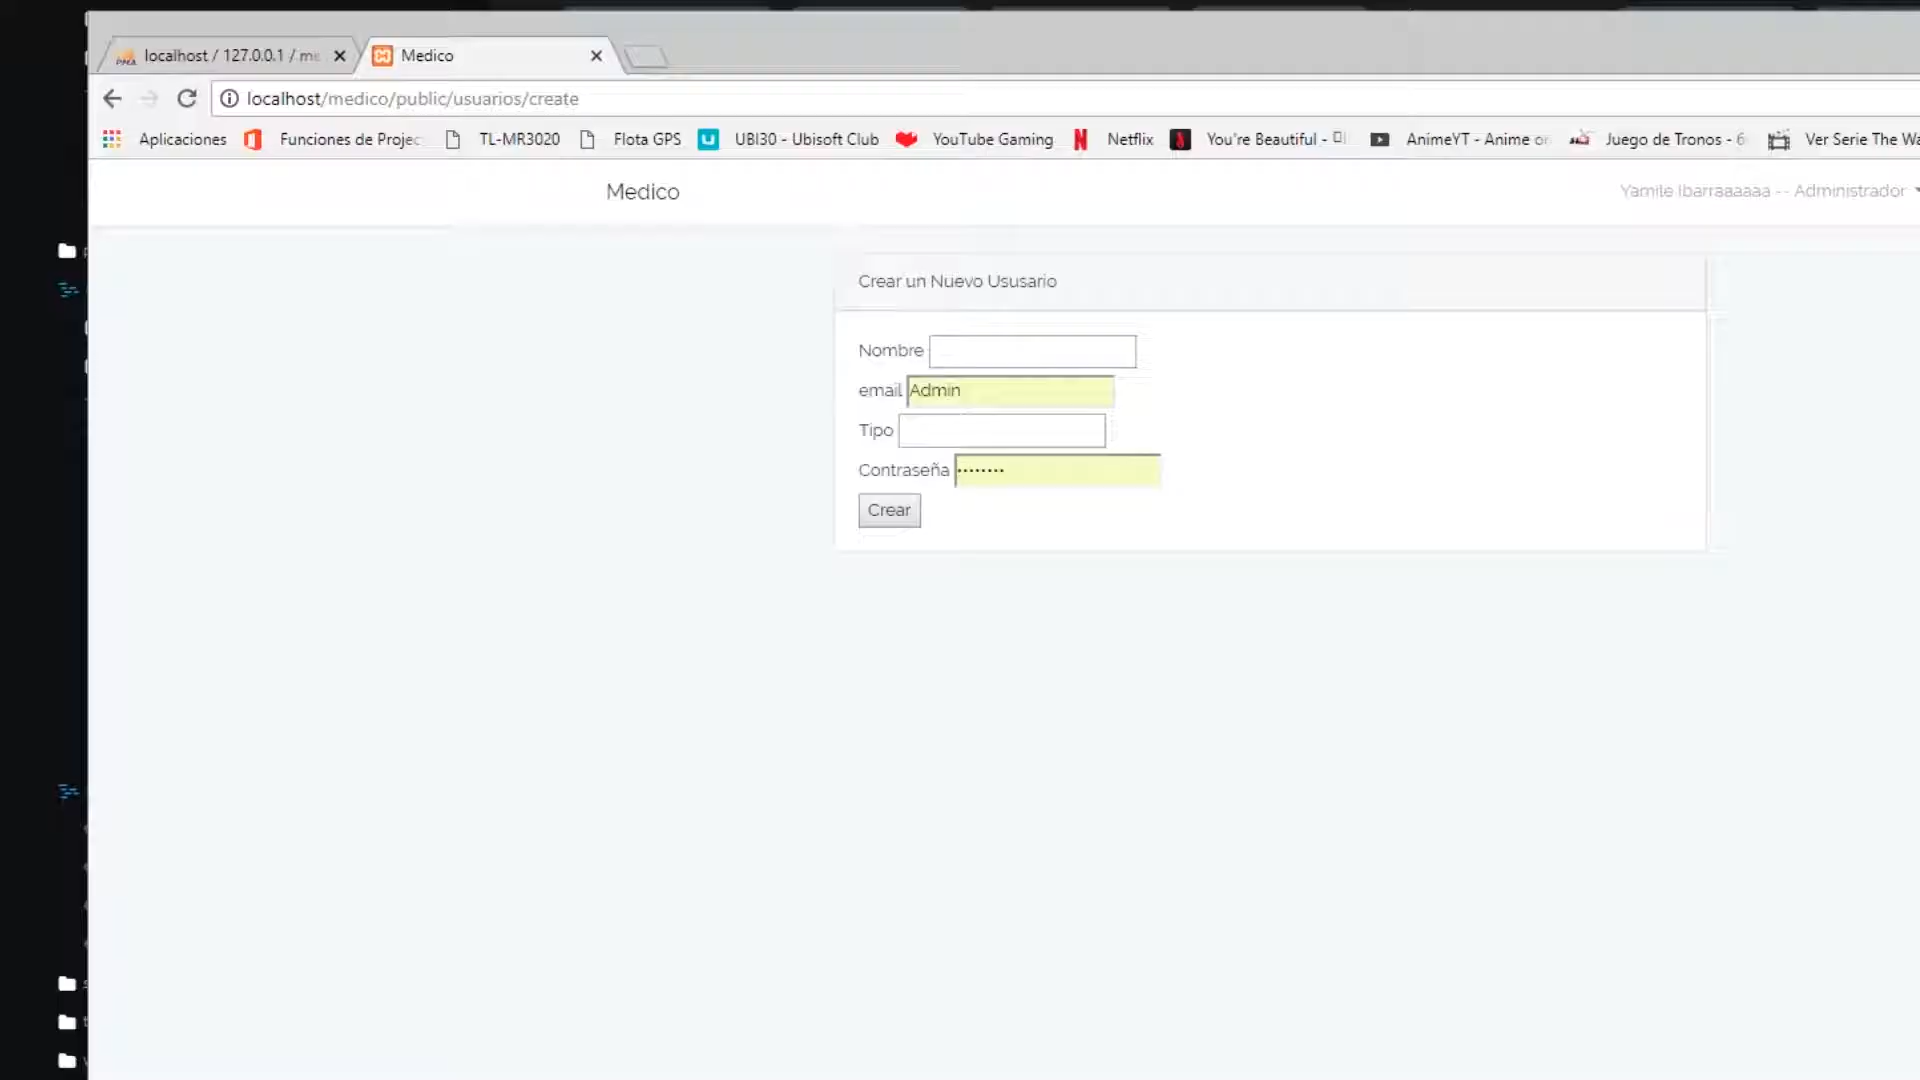 localhost / 127.0.0.1 / me
Medico
localhost/medico/public/usuarios/create
Aplicaciones
Funciones de Projec
TL-MR3020
Flota GPS
UBI30 - Ubisoft Club
YouTube Gaming
Netflix
You're Beautiful -
AnimeYT - Anime on
Juego de Tronos - 6
Ver Serie The Wa
Medico
Yamile Ibarraaaaaa -- Administrador
Crear un Nuevo Ususario
Nombre
email Admin
Tipo
Contraseña ••••••••
Crear